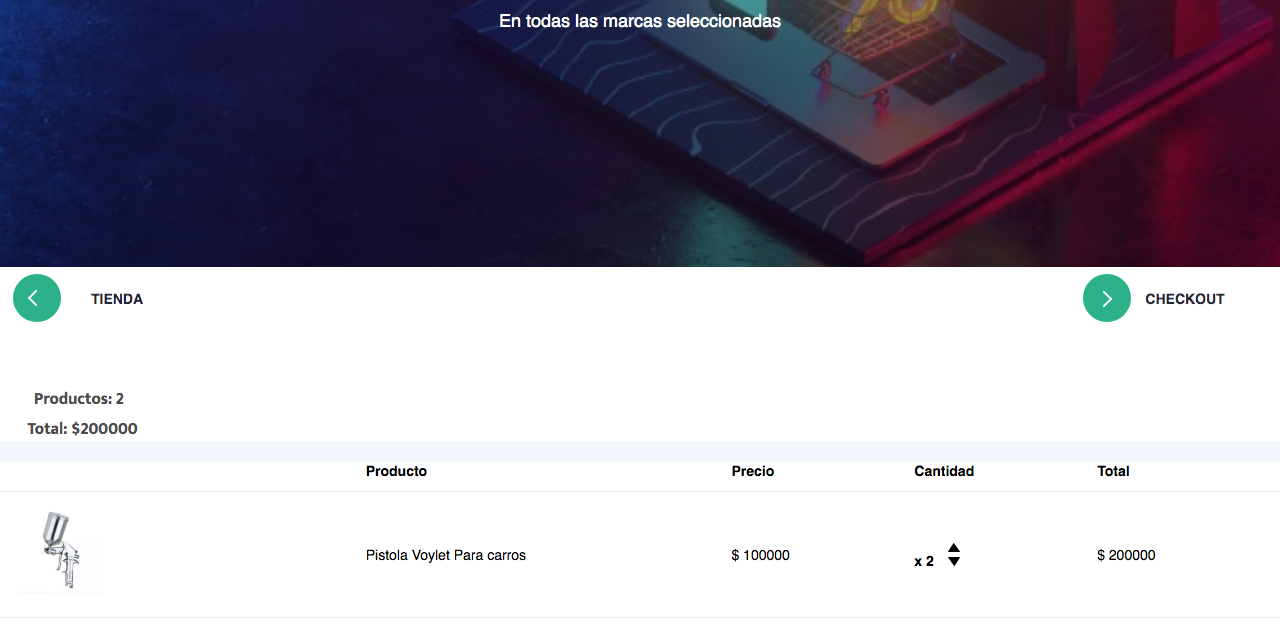 En todas las marcas seleccionadas
TIENDA
CHECKOUT
Productos: 2
Total: $200000
Producto Precio Cantidad Total
Pistola Voylet Para carros $ 100000 x 2 $ 200000